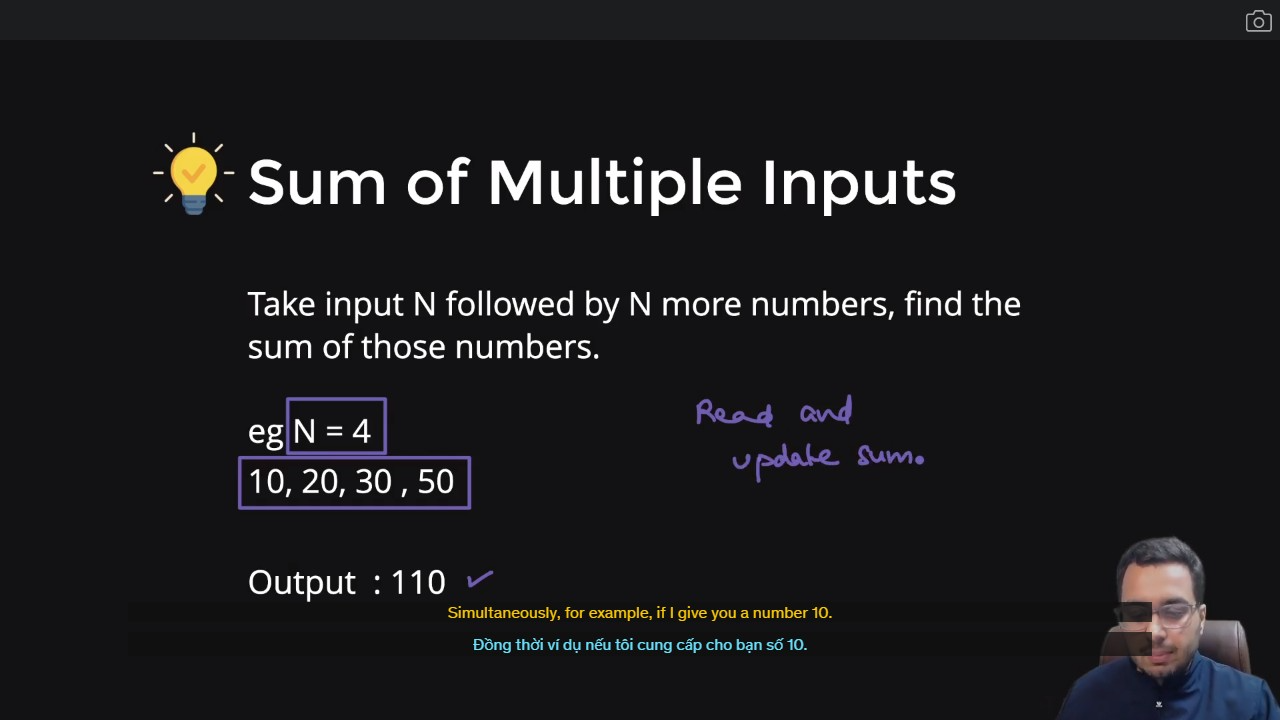 Sum of Multiple Inputs
Take input N followed by N more numbers, find the
sum of those numbers.
eg N = 4
10, 20, 30 , 50
Read and
update sum.
Output : 110
Simultaneously, for example, if I give you a number 10.
Đồng thời ví dụ nếu tôi cung cấp cho bạn số 10.